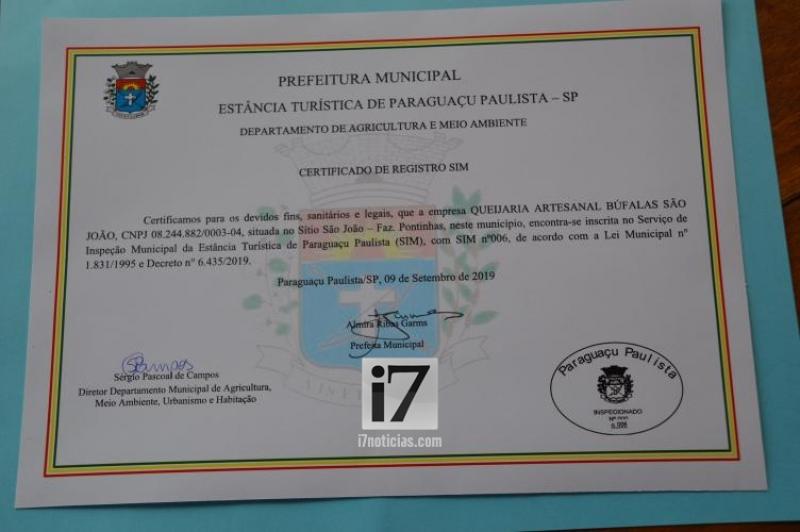 PREFEITURA MUNICIPAL
ESTÂNCIA TURÍSTICA DE PARAGUAÇU PAULISTA – SP
DEPARTAMENTO DE AGRICULTURA E MEIO AMBIENTE
CERTIFICADO DE REGISTRO SIM
Certificamos para os devidos fins, sanitários e legais, que a empresa QUEIJARIA ARTESANAL BÚFALAS SÃO
JOÃO, CNPJ 08.244.882/0003-04, situada no Sítio São João – Faz. Pontinhas, neste município, encontra-se inscrita no Serviço de
Inspeção Municipal da Estância Turística de Paraguaçu Paulista (SIM), com SIM nº006, de acordo com a Lei Municipal nº
1.831/1995 e Decreto nº 6.435/2019.
Paraguaçu Paulista/SP, 09 de Setembro de 2019
Almira Ribas Garms
Prefeita Municipal
Sérgio Pascoal de Campos
Diretor Departamento Municipal de Agricultura,
Meio Ambiente, Urbanismo e Habitação
Paraguaçu Paulista
INSPECIONADO
i7
i7noticias.com